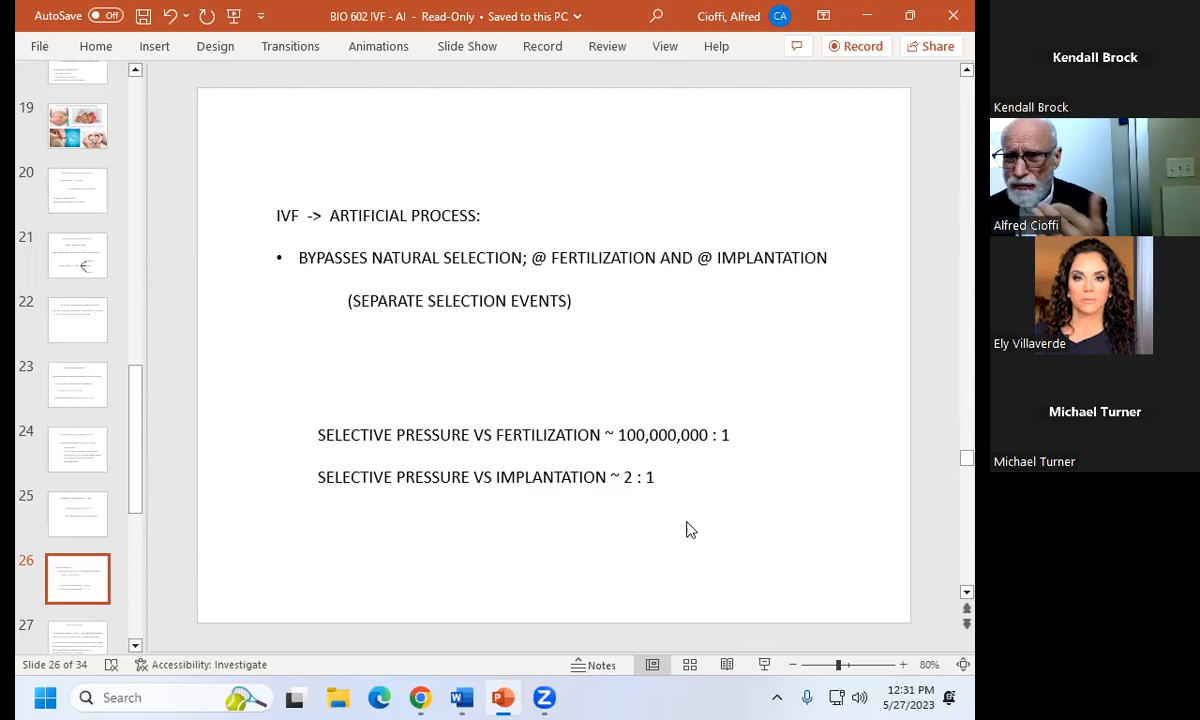 AutoSave Off
BIO 602 IVF - AI - Read-Only • Saved to this PC
Cioffi, Alfred CA
File Home Insert Design Transitions Animations Slide Show Record Review View Help Record Share
19
20
21
22
23
24
25
26
27
IVF -> ARTIFICIAL PROCESS:
• BYPASSES NATURAL SELECTION; @ FERTILIZATION AND @ IMPLANTATION
(SEPARATE SELECTION EVENTS)
SELECTIVE PRESSURE VS FERTILIZATION ~ 100,000,000 : 1
SELECTIVE PRESSURE VS IMPLANTATION ~ 2 : 1
Slide 26 of 34 Accessibility: Investigate Notes 80%
Search
12:31 PM
5/27/2023
Kendall Brock
Kendall Brock
Alfred Cioffi
Ely Villaverde
Michael Turner
Michael Turner